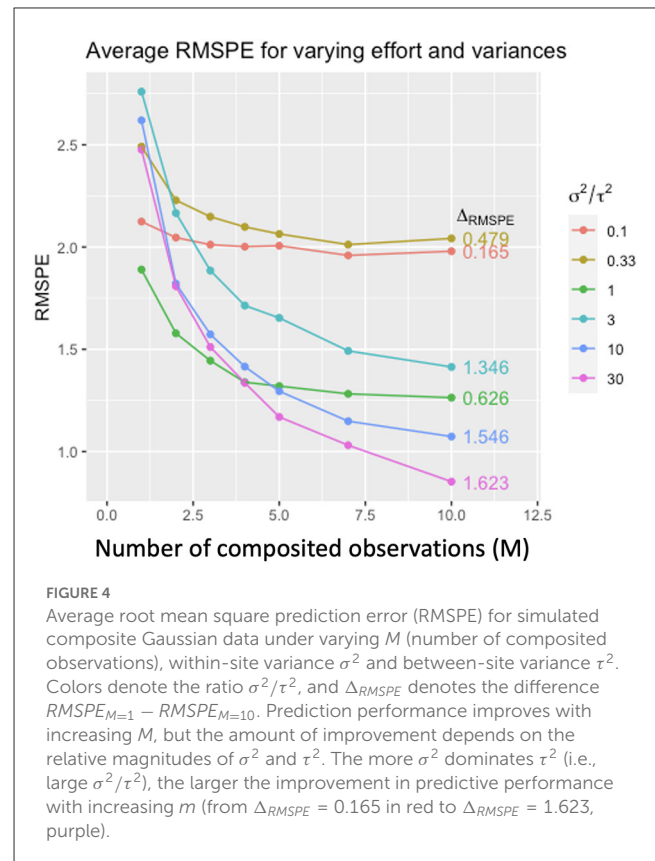 Average RMSPE for varying effort and variances
RMSPE
2.5
2.0
1.5
1.0
0.0
2.5
5.0
7.5
10.0
12.5
Number of composited observations (M)
ΔRMSPE
0.479
0.165
1.346
0.626
1.546
1.623
σ²/τ²
0.1
0.33
1
3
10
30
FIGURE 4
Average root mean square prediction error (RMSPE) for simulated
composite Gaussian data under varying M (number of composited
observations), within-site variance σ² and between-site variance τ².
Colors denote the ratio σ²/τ², and ΔRMSPE denotes the difference
RMSPEM=1 − RMSPEM=10. Prediction performance improves with
increasing M, but the amount of improvement depends on the
relative magnitudes of σ² and τ². The more σ² dominates τ² (i.e.,
large σ²/τ²), the larger the improvement in predictive performance
with increasing m (from ΔRMSPE = 0.165 in red to ΔRMSPE = 1.623,
purple).